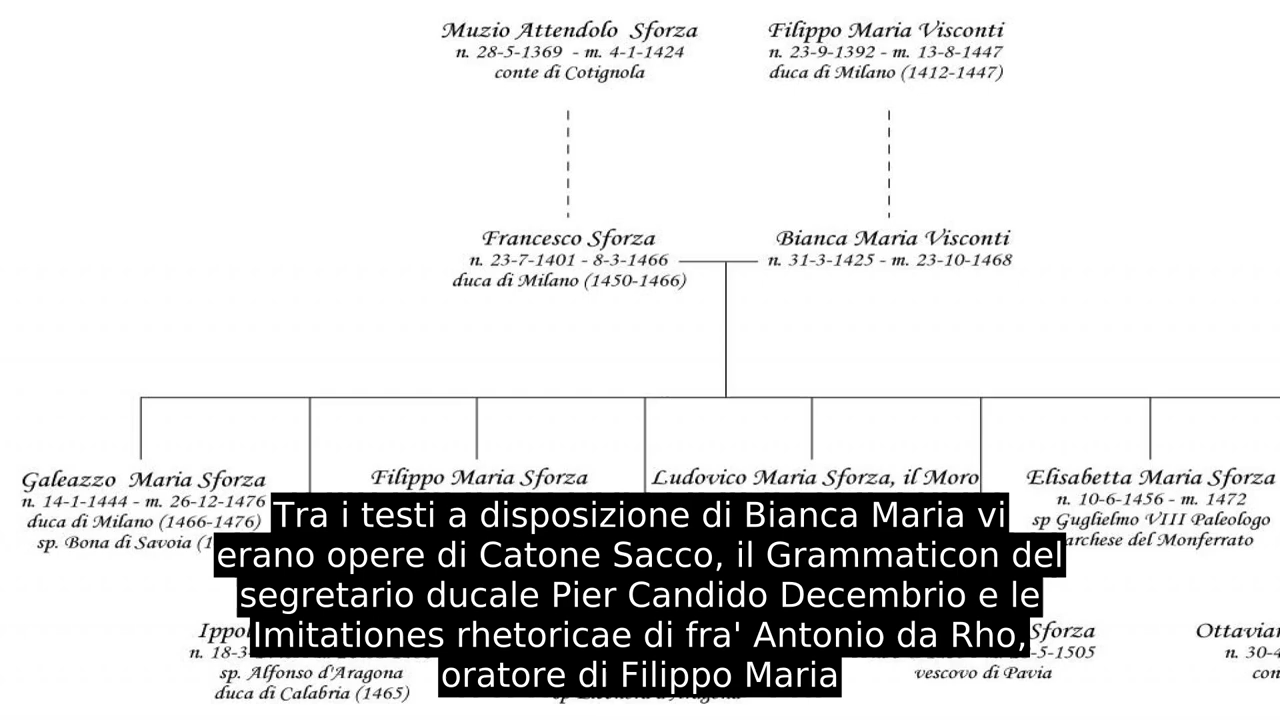 Muzio Attendolo Sforza
n. 28-5-1369 - m. 4-1-1424
conte di Cotignola
Filippo Maria Visconti
n. 23-9-1392 - m. 13-8-1447
duca di Milano (1412-1447)
Francesco Sforza
n. 23-7-1401 - 8-3-1466
duca di Milano (1450-1466)
Bianca Maria Visconti
n. 31-3-1425 - m. 23-10-1468
Galeazzo Maria Sforza
n. 14-1-1444 - m. 26-12-1476
duca di Milano (1466-1476)
sp. Bona di Savoia
Filippo Maria Sforza
Ludovico Maria Sforza, il Moro
Elisabetta Maria Sforza
n. 10-6-1456 - m. 1472
sp Guglielmo VIII Paleologo
del Monferrato
Tra i testi a disposizione di Bianca Maria vi
erano opere di Catone Sacco, il Grammaticon del
segretario ducale Pier Candido Decembrio e le
Imitationes rhetoricae di fra' Antonio da Rho,
oratore di Filippo Maria
sp. Alfonso d'Aragona
duca di Calabria (1465)
Sforza
-5-1505
vescovo di Pavia
n. 30-4